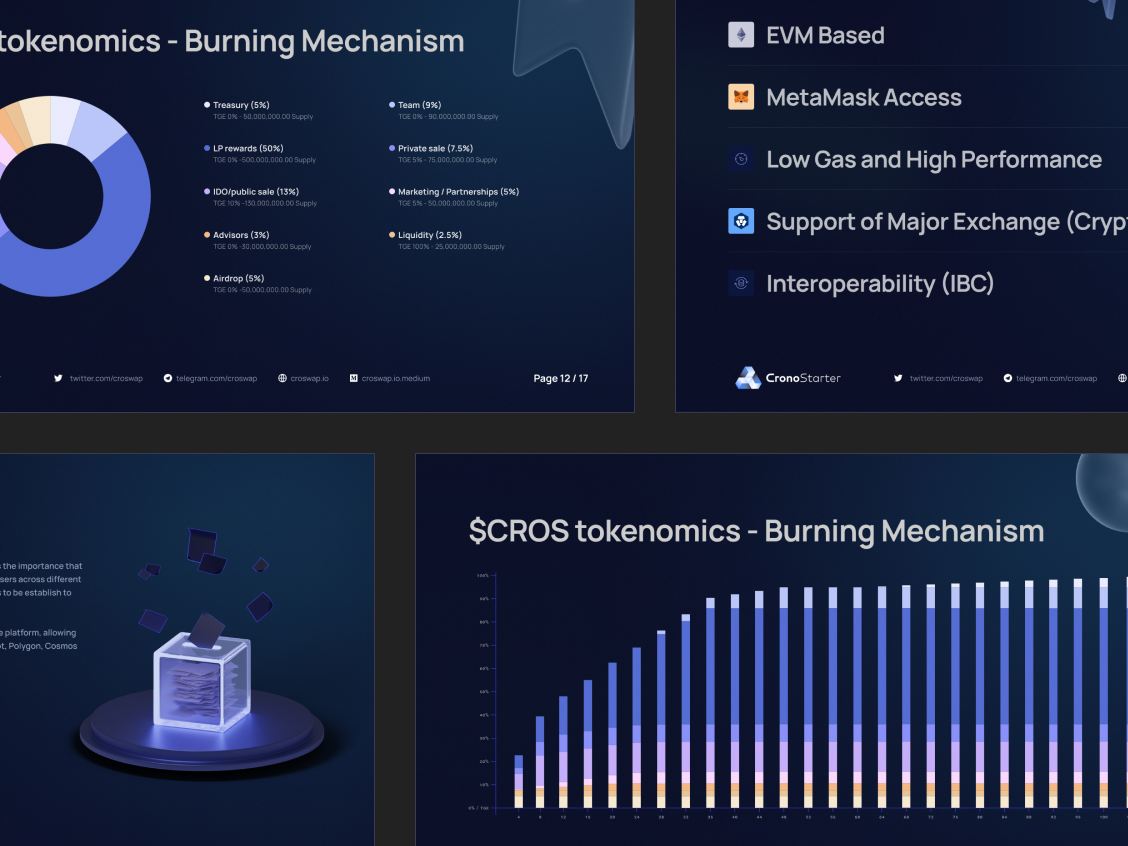 tokenomics - Burning Mechanism
Treasury (5%)
TGE 0% - 50,000,000.00 Supply
Team (9%)
TGE 0% - 90,000,000.00 Supply
LP rewards (50%)
TGE 0% -500,000,000.00 Supply
Private sale (7.5%)
TGE 5% - 75,000,000.00 Supply
IDO/public sale (13%)
TGE 10% -130,000,000.00 Supply
Marketing / Partnerships (5%)
TGE 5% - 50,000,000.00 Supply
Advisors (3%)
TGE 0% -30,000,000.00 Supply
Liquidity (2.5%)
TGE 100% - 25,000,000.00 Supply
Airdrop (5%)
TGE 0% -50,000,000.00 Supply
twitter.com/croswap
telegram.com/croswap
croswap.io
croswap.io.medium
Page 12 / 17
EVM Based
MetaMask Access
Low Gas and High Performance
Support of Major Exchange (Cryp
Interoperability (IBC)
CronoStarter
twitter.com/croswap
telegram.com/croswap
s the importance that
sers across different
s to be establish to
e platform, allowing
ot, Polygon, Cosmos
$CROS tokenomics - Burning Mechanism
100%
90%
80%
70%
60%
50%
40%
30%
20%
10%
0% / TGE